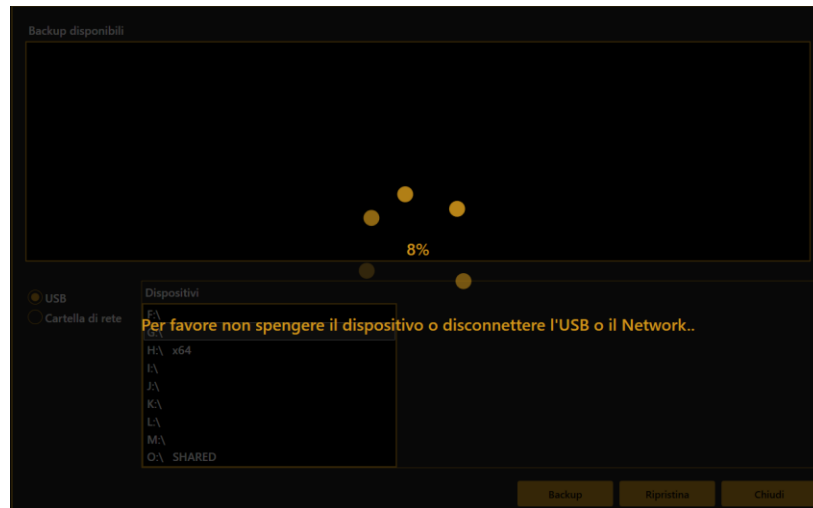 Backup disponibili
8%
USB
Cartella di rete
Dispositivi
F:\
G:\
Per favore non spengere il dispositivo o disconnettere l'USB o il Network..
H:\ x64
I:\
J:\
K:\
L:\
M:\
O:\ SHARED
Backup
Ripristina
Chiudi